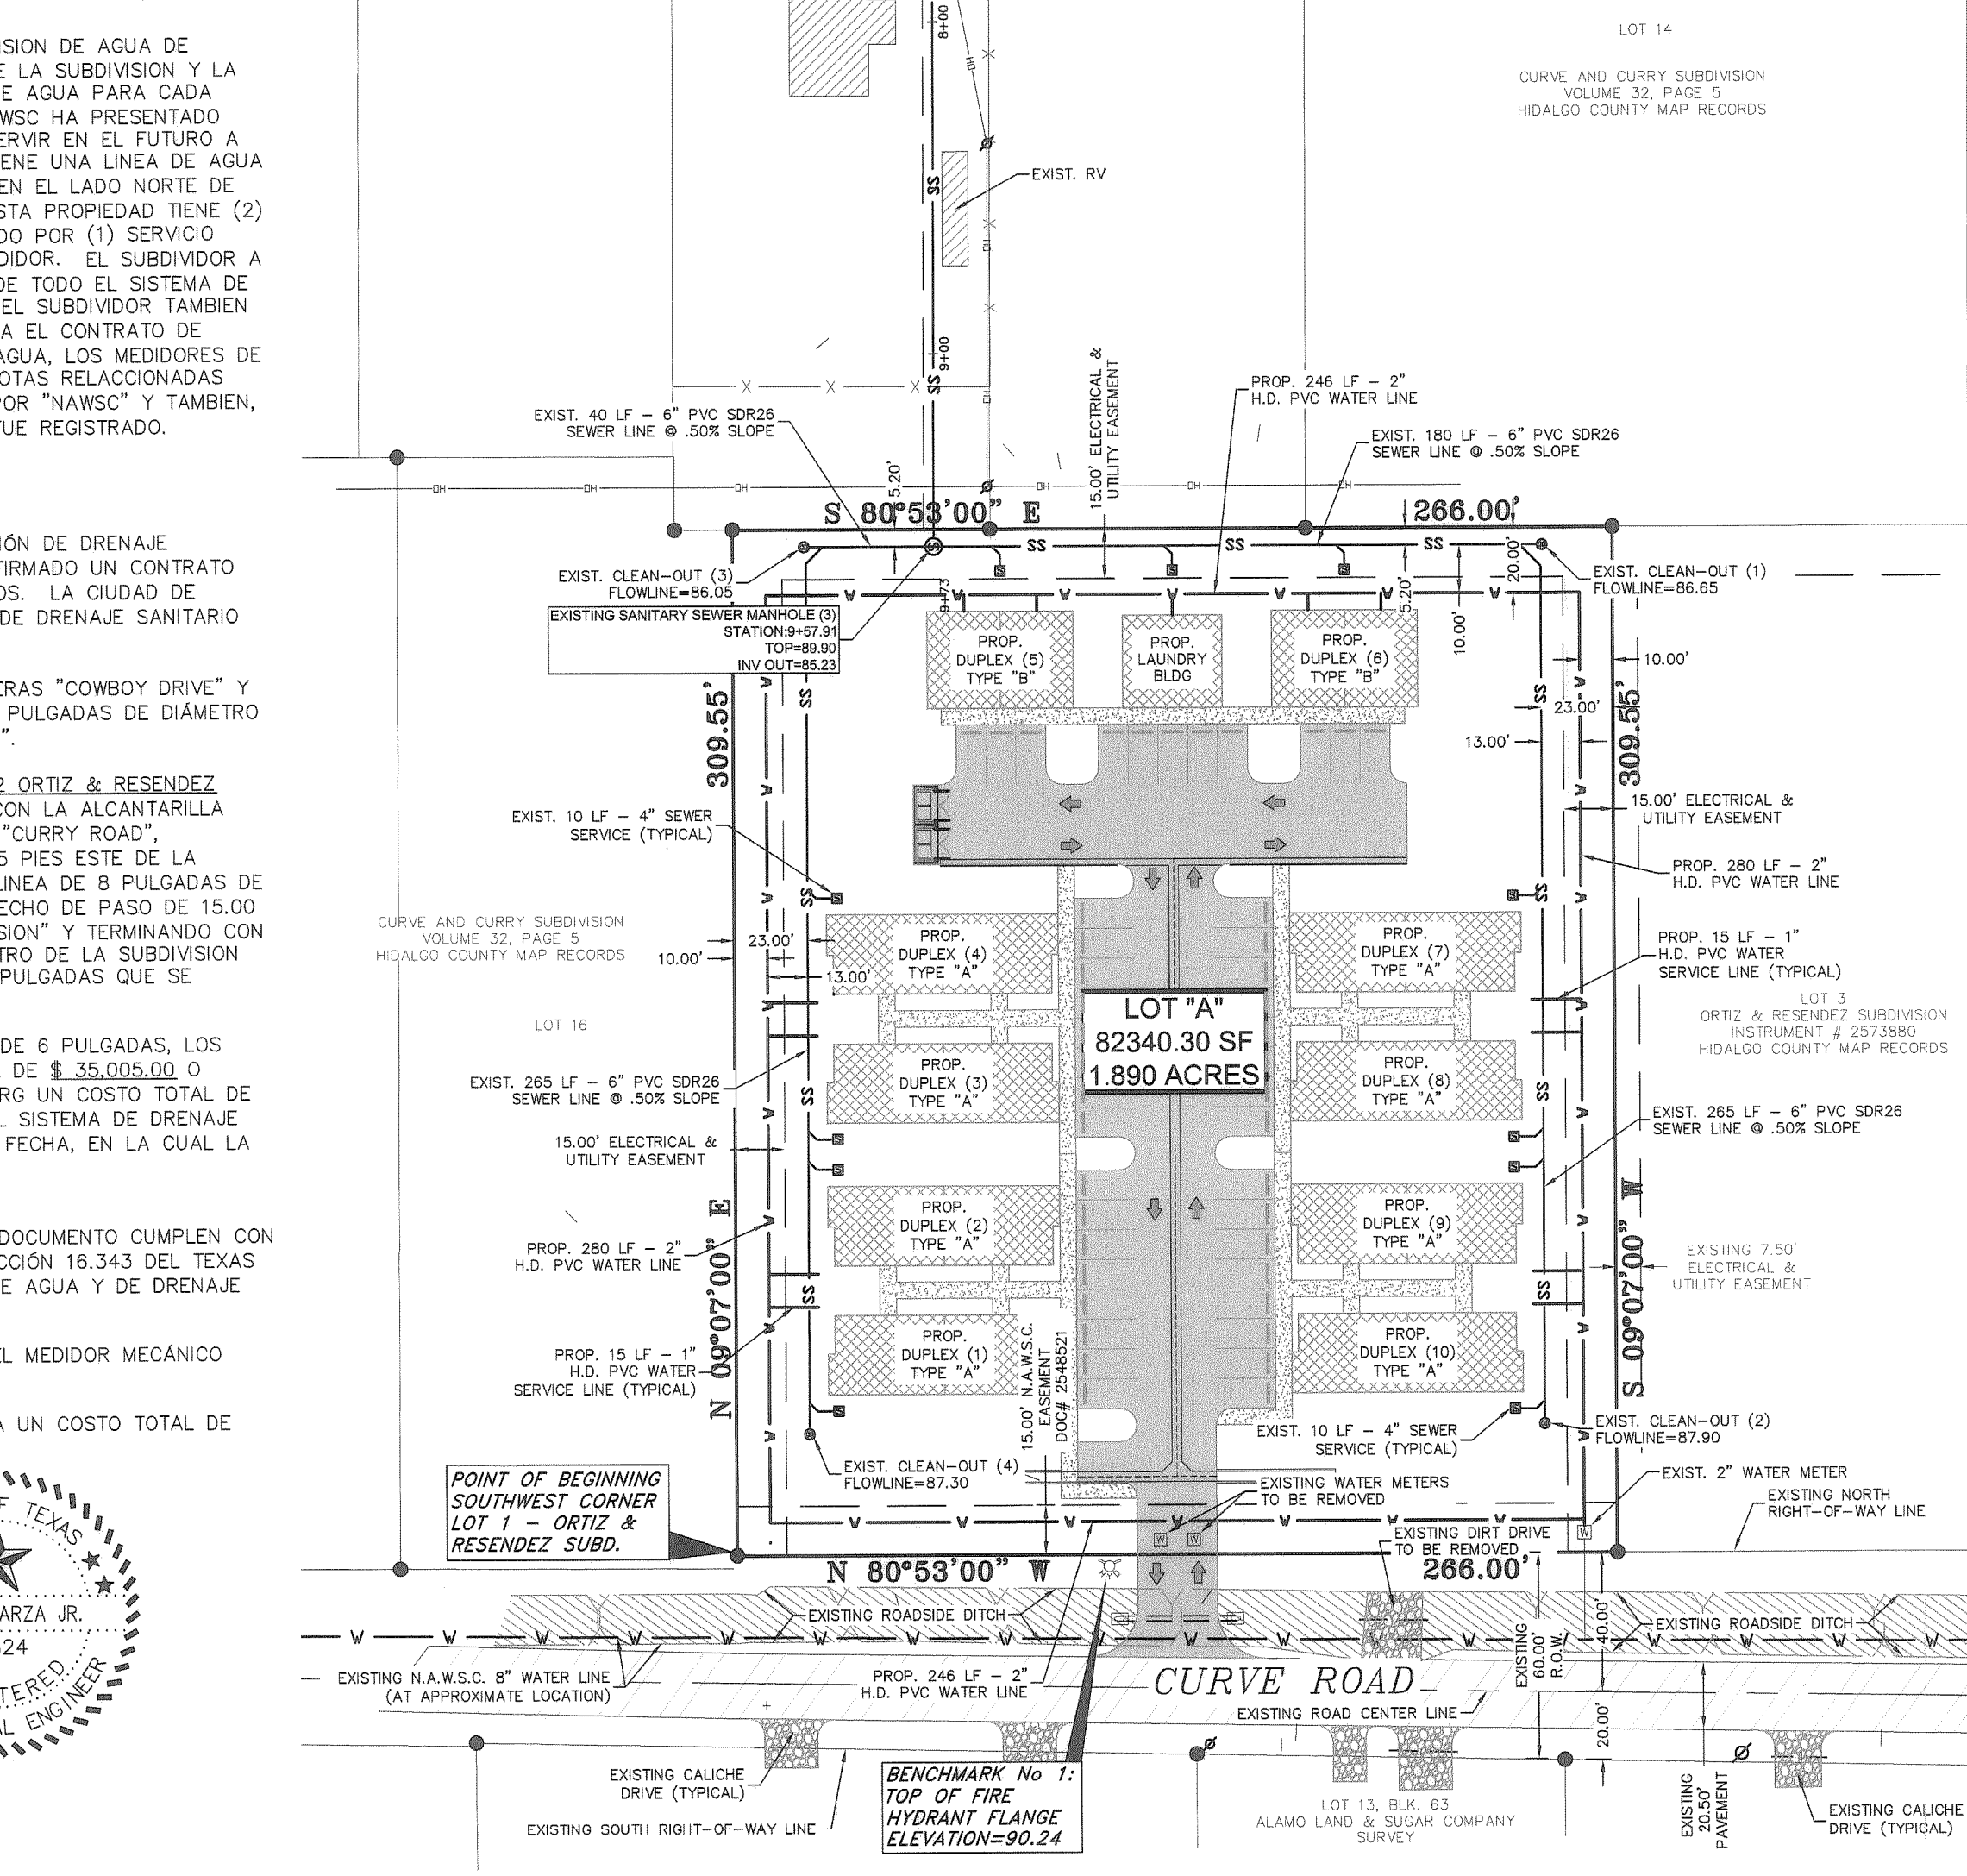 ISION DE AGUA DE
E LA SUBDIVISION Y LA
E AGUA PARA CADA
WSC HA PRESENTADO
ERVIR EN EL FUTURO A
ENE UNA LINEA DE AGUA
EN EL LADO NORTE DE
STA PROPIEDAD TIENE (2)
DO POR (1) SERVICIO
DIDOR. EL SUBDIVIDOR A
DE TODO EL SISTEMA DE
EL SUBDIVIDOR TAMBIEN
A EL CONTRATO DE
AGUA, LOS MEDIDORES DE
OTAS RELACCIONADAS
POR "NAWSC" Y TAMBIEN,
FUE REGISTRADO.
IÓN DE DRENAJE
FIRMADO UN CONTRATO
OS. LA CIUDAD DE
DE DRENAJE SANITARIO
ERAS "COWBOY DRIVE" Y
PULGADAS DE DIÁMETRO
".
2 ORTIZ & RESENDEZ
CON LA ALCANTARILLA
"CURRY ROAD",
5 PIES ESTE DE LA
LINEA DE 8 PULGADAS DE
ECHO DE PASO DE 15.00
SION" Y TERMINANDO CON
TRO DE LA SUBDIVISION
PULGADAS QUE SE
DE 6 PULGADAS, LOS
DE $ 35,005.00 O
RG UN COSTO TOTAL DE
L SISTEMA DE DRENAJE
FECHA, EN LA CUAL LA
DOCUMENTO CUMPLEN CON
CCIÓN 16.343 DEL TEXAS
E AGUA Y DE DRENAJE
EL MEDIDOR MECÁNICO
A UN COSTO TOTAL DE
F TEXAS
ARZA JR.
24
TERED
AL ENGINEER
LOT 14
CURVE AND CURRY SUBDIVISION
VOLUME 32, PAGE 5
HIDALGO COUNTY MAP RECORDS
8+00
EXIST. RV
9+00
15.00' ELECTRICAL &
UTILITY EASEMENT
PROP. 246 LF – 2"
H.D. PVC WATER LINE
EXIST. 40 LF – 6" PVC SDR26
SEWER LINE @ .50% SLOPE
EXIST. 180 LF – 6" PVC SDR26
SEWER LINE @ .50% SLOPE
5.20'
S 80°53'00" E
266.00'
EXIST. CLEAN-OUT (3)
FLOWLINE=86.05
EXIST. CLEAN-OUT (1)
FLOWLINE=86.65
20.00'
5.20'
10.00'
9+73
EXISTING SANITARY SEWER MANHOLE (3)
STATION:9+57.91
TOP=89.90
INV OUT=85.23
PROP.
DUPLEX (5)
TYPE "B"
PROP.
LAUNDRY
BLDG
PROP.
DUPLEX (6)
TYPE "B"
10.00'
23.00'
13.00'
309.55'
309.55'
EXIST. 10 LF – 4" SEWER
SERVICE (TYPICAL)
15.00' ELECTRICAL &
UTILITY EASEMENT
PROP. 280 LF – 2"
H.D. PVC WATER LINE
CURVE AND CURRY SUBDIVISION
VOLUME 32, PAGE 5
HIDALGO COUNTY MAP RECORDS
23.00'
10.00'
13.00'
PROP.
DUPLEX (4)
TYPE "A"
PROP.
DUPLEX (7)
TYPE "A"
PROP. 15 LF – 1"
H.D. PVC WATER
SERVICE LINE (TYPICAL)
LOT "A"
82340.30 SF
1.890 ACRES
LOT 16
LOT 3
ORTIZ & RESENDEZ SUBDIVISION
INSTRUMENT # 2573880
HIDALGO COUNTY MAP RECORDS
EXIST. 265 LF – 6" PVC SDR26
SEWER LINE @ .50% SLOPE
PROP.
DUPLEX (3)
TYPE "A"
PROP.
DUPLEX (8)
TYPE "A"
EXIST. 265 LF – 6" PVC SDR26
SEWER LINE @ .50% SLOPE
15.00' ELECTRICAL &
UTILITY EASEMENT
PROP.
DUPLEX (2)
TYPE "A"
PROP.
DUPLEX (9)
TYPE "A"
PROP. 280 LF – 2"
H.D. PVC WATER LINE
EXISTING 7.50'
ELECTRICAL &
UTILITY EASEMENT
N 09°07'00" E
S 09°07'00" W
PROP. 15 LF – 1"
H.D. PVC WATER
SERVICE LINE (TYPICAL)
PROP.
DUPLEX (1)
TYPE "A"
PROP.
DUPLEX (10)
TYPE "A"
15.00' N.A.W.S.C.
EASEMENT
DOC# 2548521
EXIST. 10 LF – 4" SEWER
SERVICE (TYPICAL)
EXIST. CLEAN-OUT (2)
FLOWLINE=87.90
EXIST. CLEAN-OUT (4)
FLOWLINE=87.30
EXISTING WATER METERS
TO BE REMOVED
EXIST. 2" WATER METER
EXISTING NORTH
RIGHT-OF-WAY LINE
POINT OF BEGINNING
SOUTHWEST CORNER
LOT 1 – ORTIZ &
RESENDEZ SUBD.
EXISTING DIRT DRIVE
TO BE REMOVED
N 80°53'00" W
266.00'
EXISTING ROADSIDE DITCH
EXISTING ROADSIDE DITCH
EXISTING
60.00'
R.O.W.
40.00'
EXISTING N.A.W.S.C. 8" WATER LINE
(AT APPROXIMATE LOCATION)
PROP. 246 LF – 2"
H.D. PVC WATER LINE
CURVE ROAD
EXISTING ROAD CENTER LINE
20.00'
EXISTING CALICHE
DRIVE (TYPICAL)
EXISTING SOUTH RIGHT-OF-WAY LINE
BENCHMARK No 1:
TOP OF FIRE
HYDRANT FLANGE
ELEVATION=90.24
LOT 13, BLK. 63
ALAMO LAND & SUGAR COMPANY
SURVEY
EXISTING
20.50'
PAVEMENT
EXISTING CALICHE
DRIVE (TYPICAL)